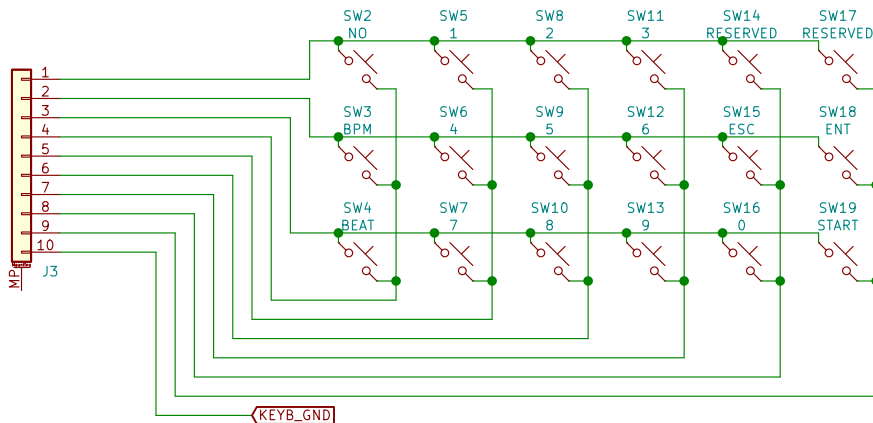 SW2 SW5 SW8 SW11 SW14 SW17
NO 1 2 3 RESERVED RESERVED
1
2
3
4
5
6
7
8
9
10
J3
MP
SW3 SW6 SW9 SW12 SW15 SW18
BPM 4 5 6 ESC ENT
SW4 SW7 SW10 SW13 SW16 SW19
BEAT 7 8 9 0 START
KEYB_GND